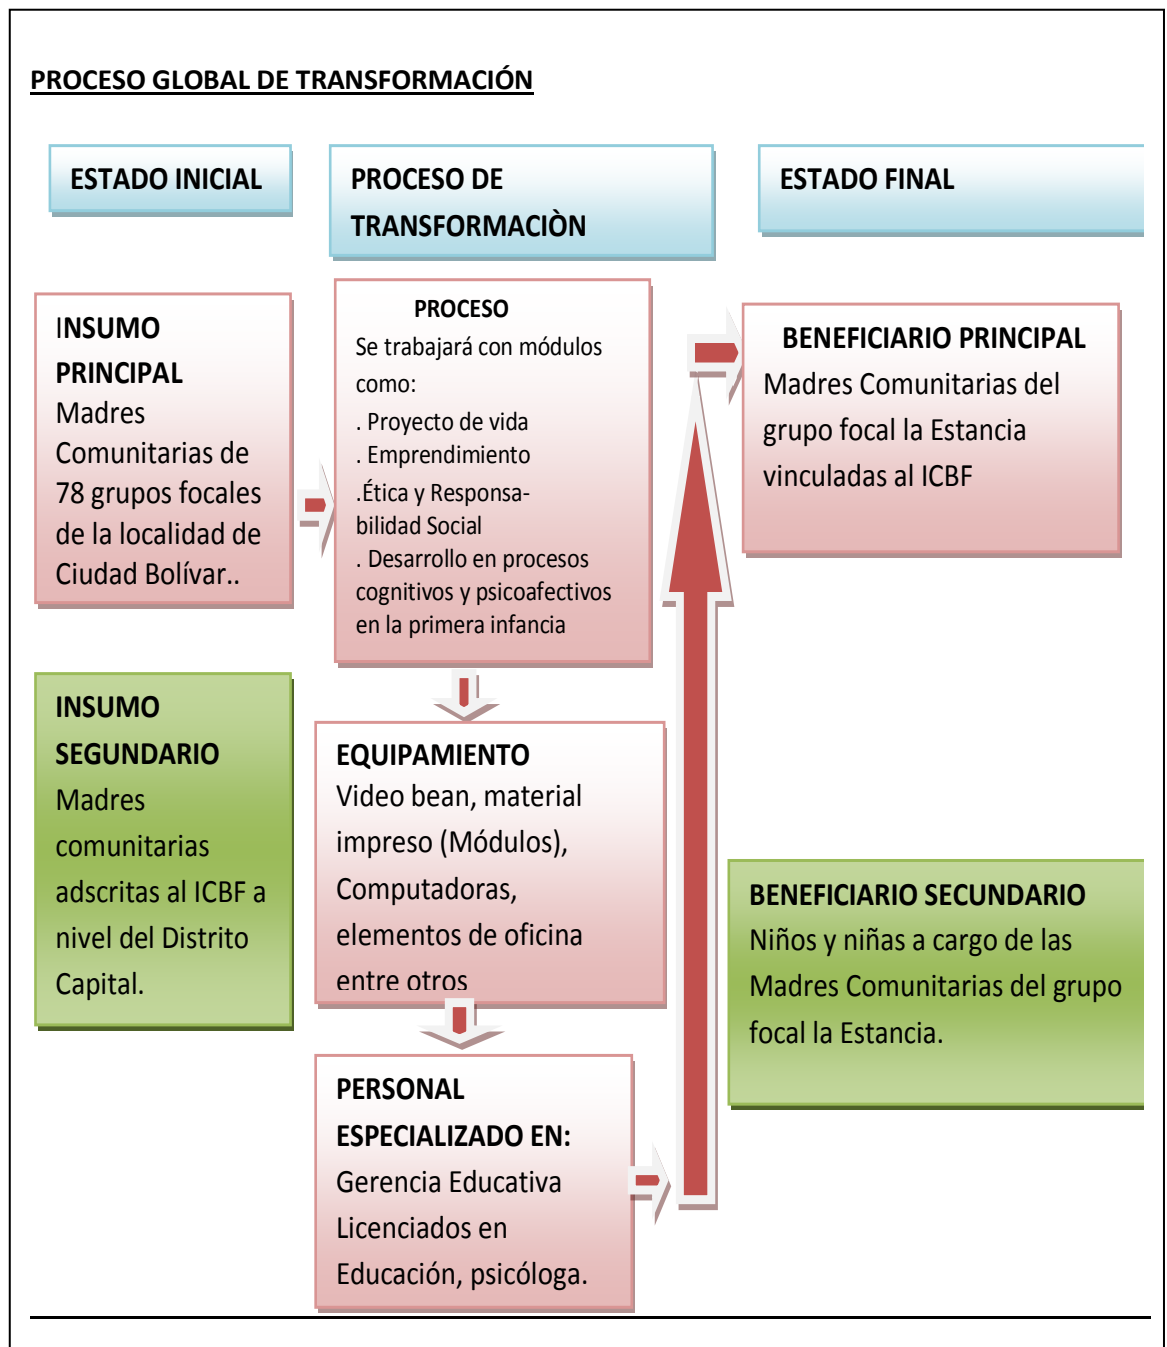 PROCESO GLOBAL DE TRANSFORMACIÓN
ESTADO INICIAL
PROCESO DE
TRANSFORMACIÒN
ESTADO FINAL
INSUMO
PRINCIPAL
Madres
Comunitarias de
78 grupos focales
de la localidad de
Ciudad Bolívar..
PROCESO
Se trabajará con módulos
como:
. Proyecto de vida
. Emprendimiento
.Ética y Responsa-
bilidad Social
. Desarrollo en procesos
cognitivos y psicoafectivos
en la primera infancia
BENEFICIARIO PRINCIPAL
Madres Comunitarias del
grupo focal la Estancia
vinculadas al ICBF
INSUMO
SEGUNDARIO
Madres
comunitarias
adscritas al ICBF a
nivel del Distrito
Capital.
EQUIPAMIENTO
Video bean, material
impreso (Módulos),
Computadoras,
elementos de oficina
entre otros
BENEFICIARIO SECUNDARIO
Niños y niñas a cargo de las
Madres Comunitarias del grupo
focal la Estancia.
PERSONAL
ESPECIALIZADO EN:
Gerencia Educativa
Licenciados en
Educación, psicóloga.